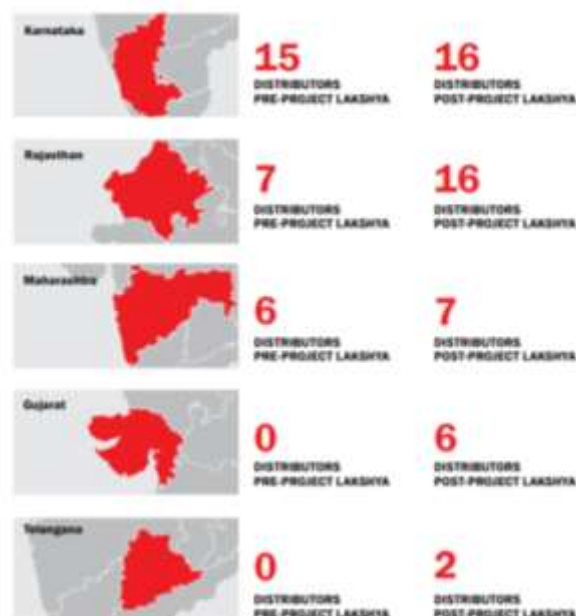 Karnataka
15
DISTRIBUTORS
PRE-PROJECT LAKSHYA
16
DISTRIBUTORS
POST-PROJECT LAKSHYA
Rajasthan
7
DISTRIBUTORS
PRE-PROJECT LAKSHYA
16
DISTRIBUTORS
POST-PROJECT LAKSHYA
Maharashtra
6
DISTRIBUTORS
PRE-PROJECT LAKSHYA
7
DISTRIBUTORS
POST-PROJECT LAKSHYA
Gujarat
0
DISTRIBUTORS
PRE-PROJECT LAKSHYA
6
DISTRIBUTORS
POST-PROJECT LAKSHYA
Telangana
0
DISTRIBUTORS
PRE-PROJECT LAKSHYA
2
DISTRIBUTORS
POST-PROJECT LAKSHYA